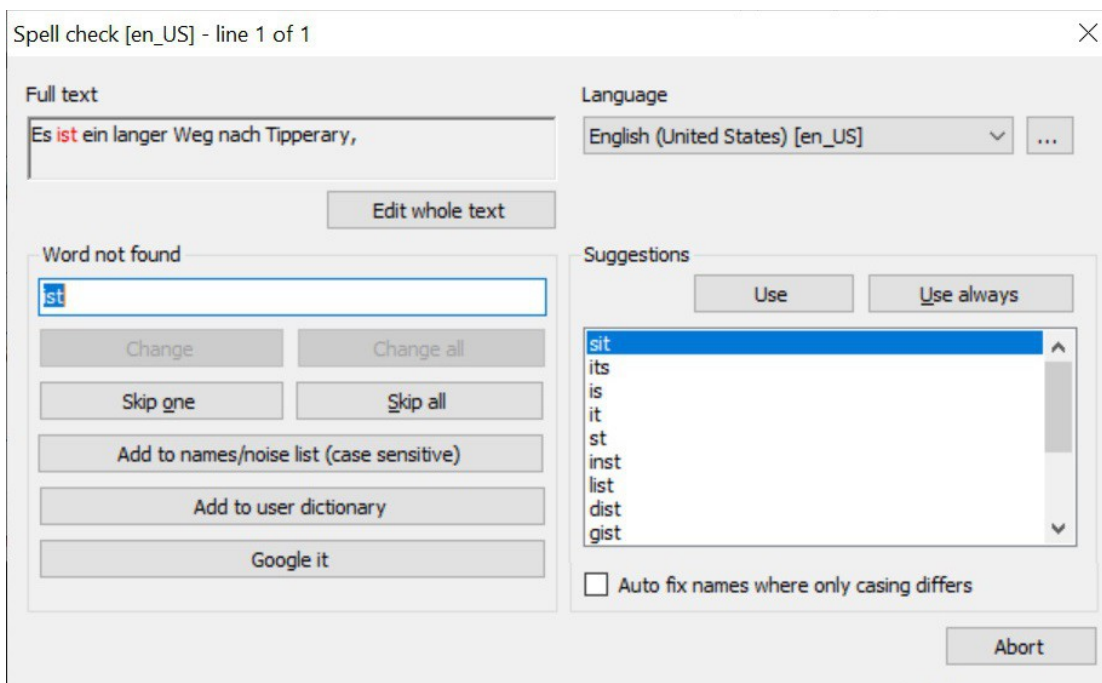 Spell check [en_US] - line 1 of 1
Full text
Es ist ein langer Weg nach Tipperary,
Edit whole text
Language
English (United States) [en_US]
...
Word not found
ist
Change
Change all
Skip one
Skip all
Add to names/noise list (case sensitive)
Add to user dictionary
Google it
Suggestions
Use
Use always
sit
its
is
it
st
inst
list
dist
gist
Auto fix names where only casing differs
Abort